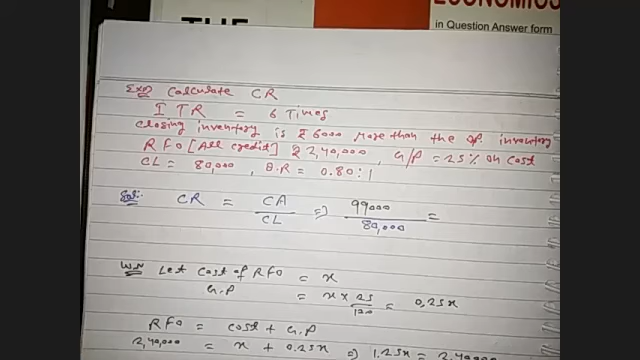 THE
ECONOMICS
in Question Answer form
Exp) Calculate CR
ITR = 6 Times
closing inventory is ₹ 6000 More than the op. inventory
RFO [All credit] ₹ 2,40,000, G/P = 25% on cost
CL = 80,000, Q.R = 0.80:1
Sol:- CR = CA/CL ⇒ 99000/80,000 =
W.N Let Cost of RFO = x
G.P = x × 25/100 = 0.25x
RFO = cost + G.P
2,40,000 = x + 0.25x ⇒ 1.25x = 2,40000